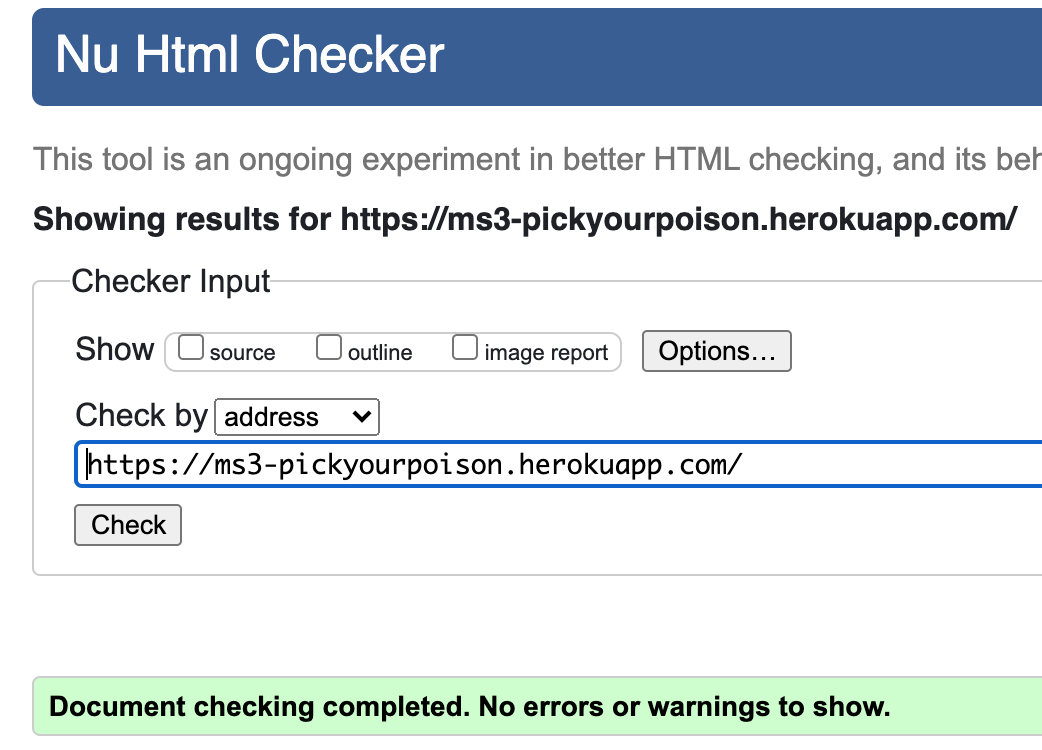 Nu Html Checker
This tool is an ongoing experiment in better HTML checking, and its
Showing results for https://ms3-pickyourpoison.herokuapp.com/
Checker Input
Show source outline image report Options…
Check by address
https://ms3-pickyourpoison.herokuapp.com/
Check
Document checking completed. No errors or warnings to show.